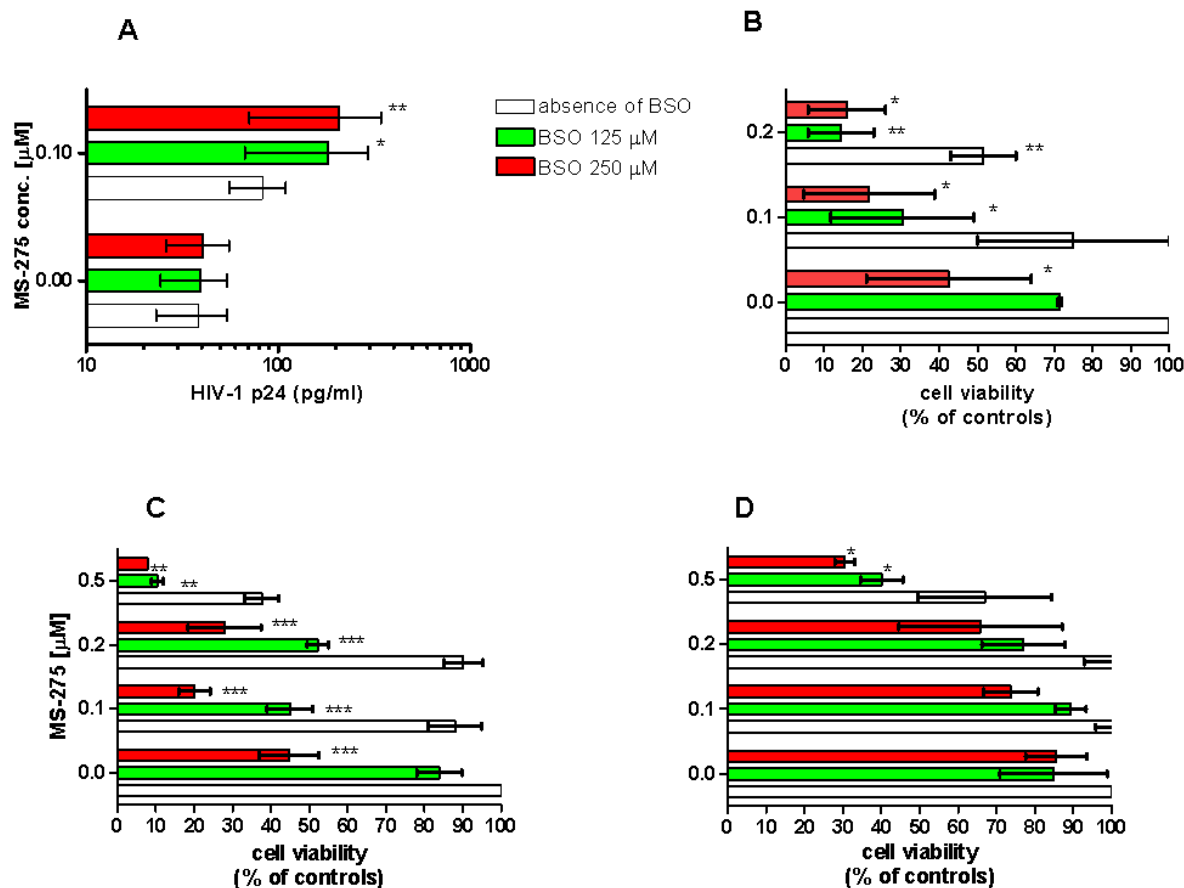 A
MS-275 conc. [µM]
**
*
0.10
0.00
10
100
1000
HIV-1 p24 (pg/ml)
absence of BSO
BSO 125 µM
BSO 250 µM
B
*
0.2
**
**
*
0.1
*
*
0.0
0 10 20 30 40 50 60 70 80 90 100
cell viability
(% of controls)
C
MS-275 [µM]
**
0.5
**
***
0.2
***
***
0.1
***
***
0.0
0 10 20 30 40 50 60 70 80 90 100
cell viability
(% of controls)
D
*
0.5
*
0.2
0.1
0.0
0 10 20 30 40 50 60 70 80 90 100
cell viability
(% of controls)